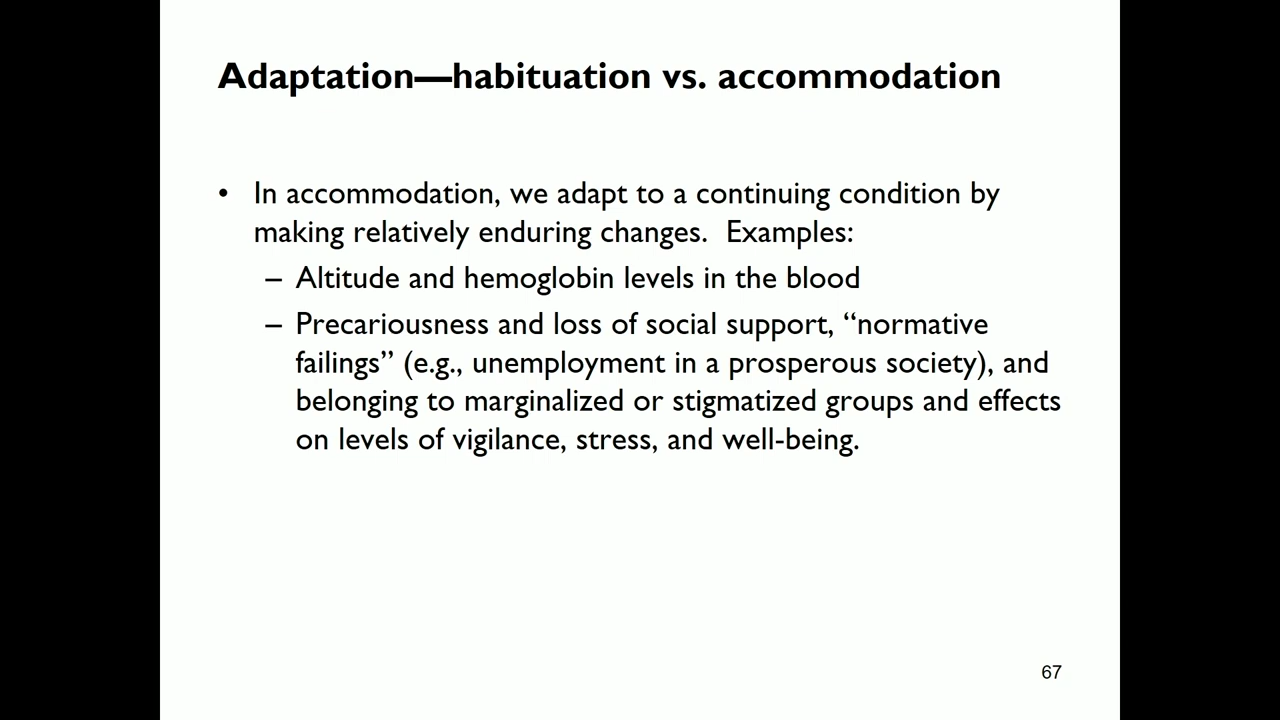 Adaptation—habituation vs. accommodation
• In accommodation, we adapt to a continuing condition by
making relatively enduring changes.  Examples:
– Altitude and hemoglobin levels in the blood
– Precariousness and loss of social support, “normative
failings” (e.g., unemployment in a prosperous society), and
belonging to marginalized or stigmatized groups and effects
on levels of vigilance, stress, and well-being.
67